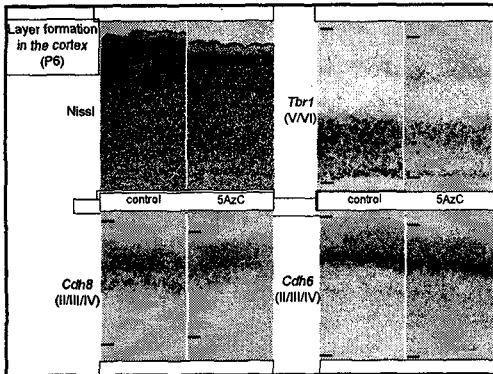 Layer formation
in the cortex
(P6)
Nissl
Tbr1
(V/VI)
control
5AzC
control
5AzC
Cdh8
(II/III/IV)
Cdh6
(II/III/IV)